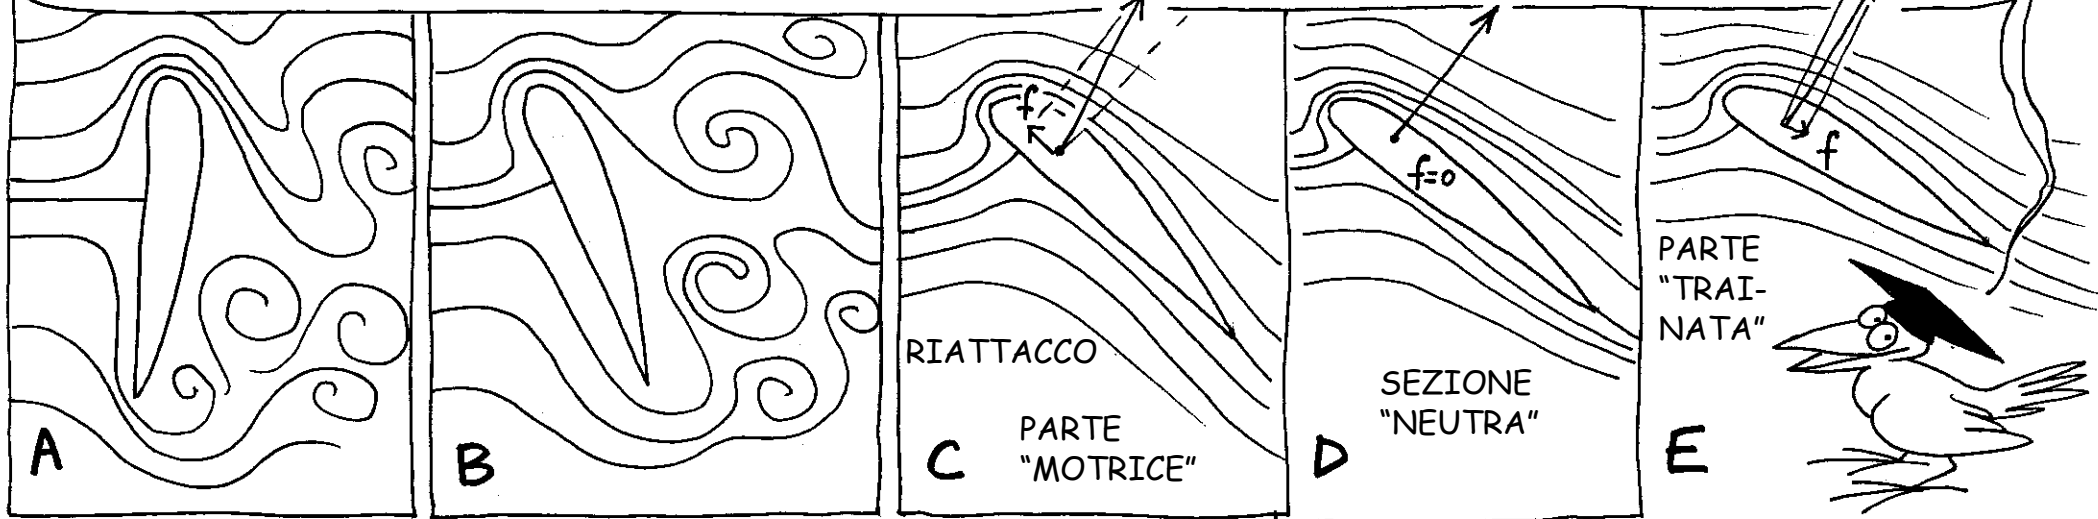 A
B
f
RIATTACCO
PARTE
“MOTRICE”
C
f=0
SEZIONE
“NEUTRA”
D
f
PARTE
“TRAI-
NATA”
E